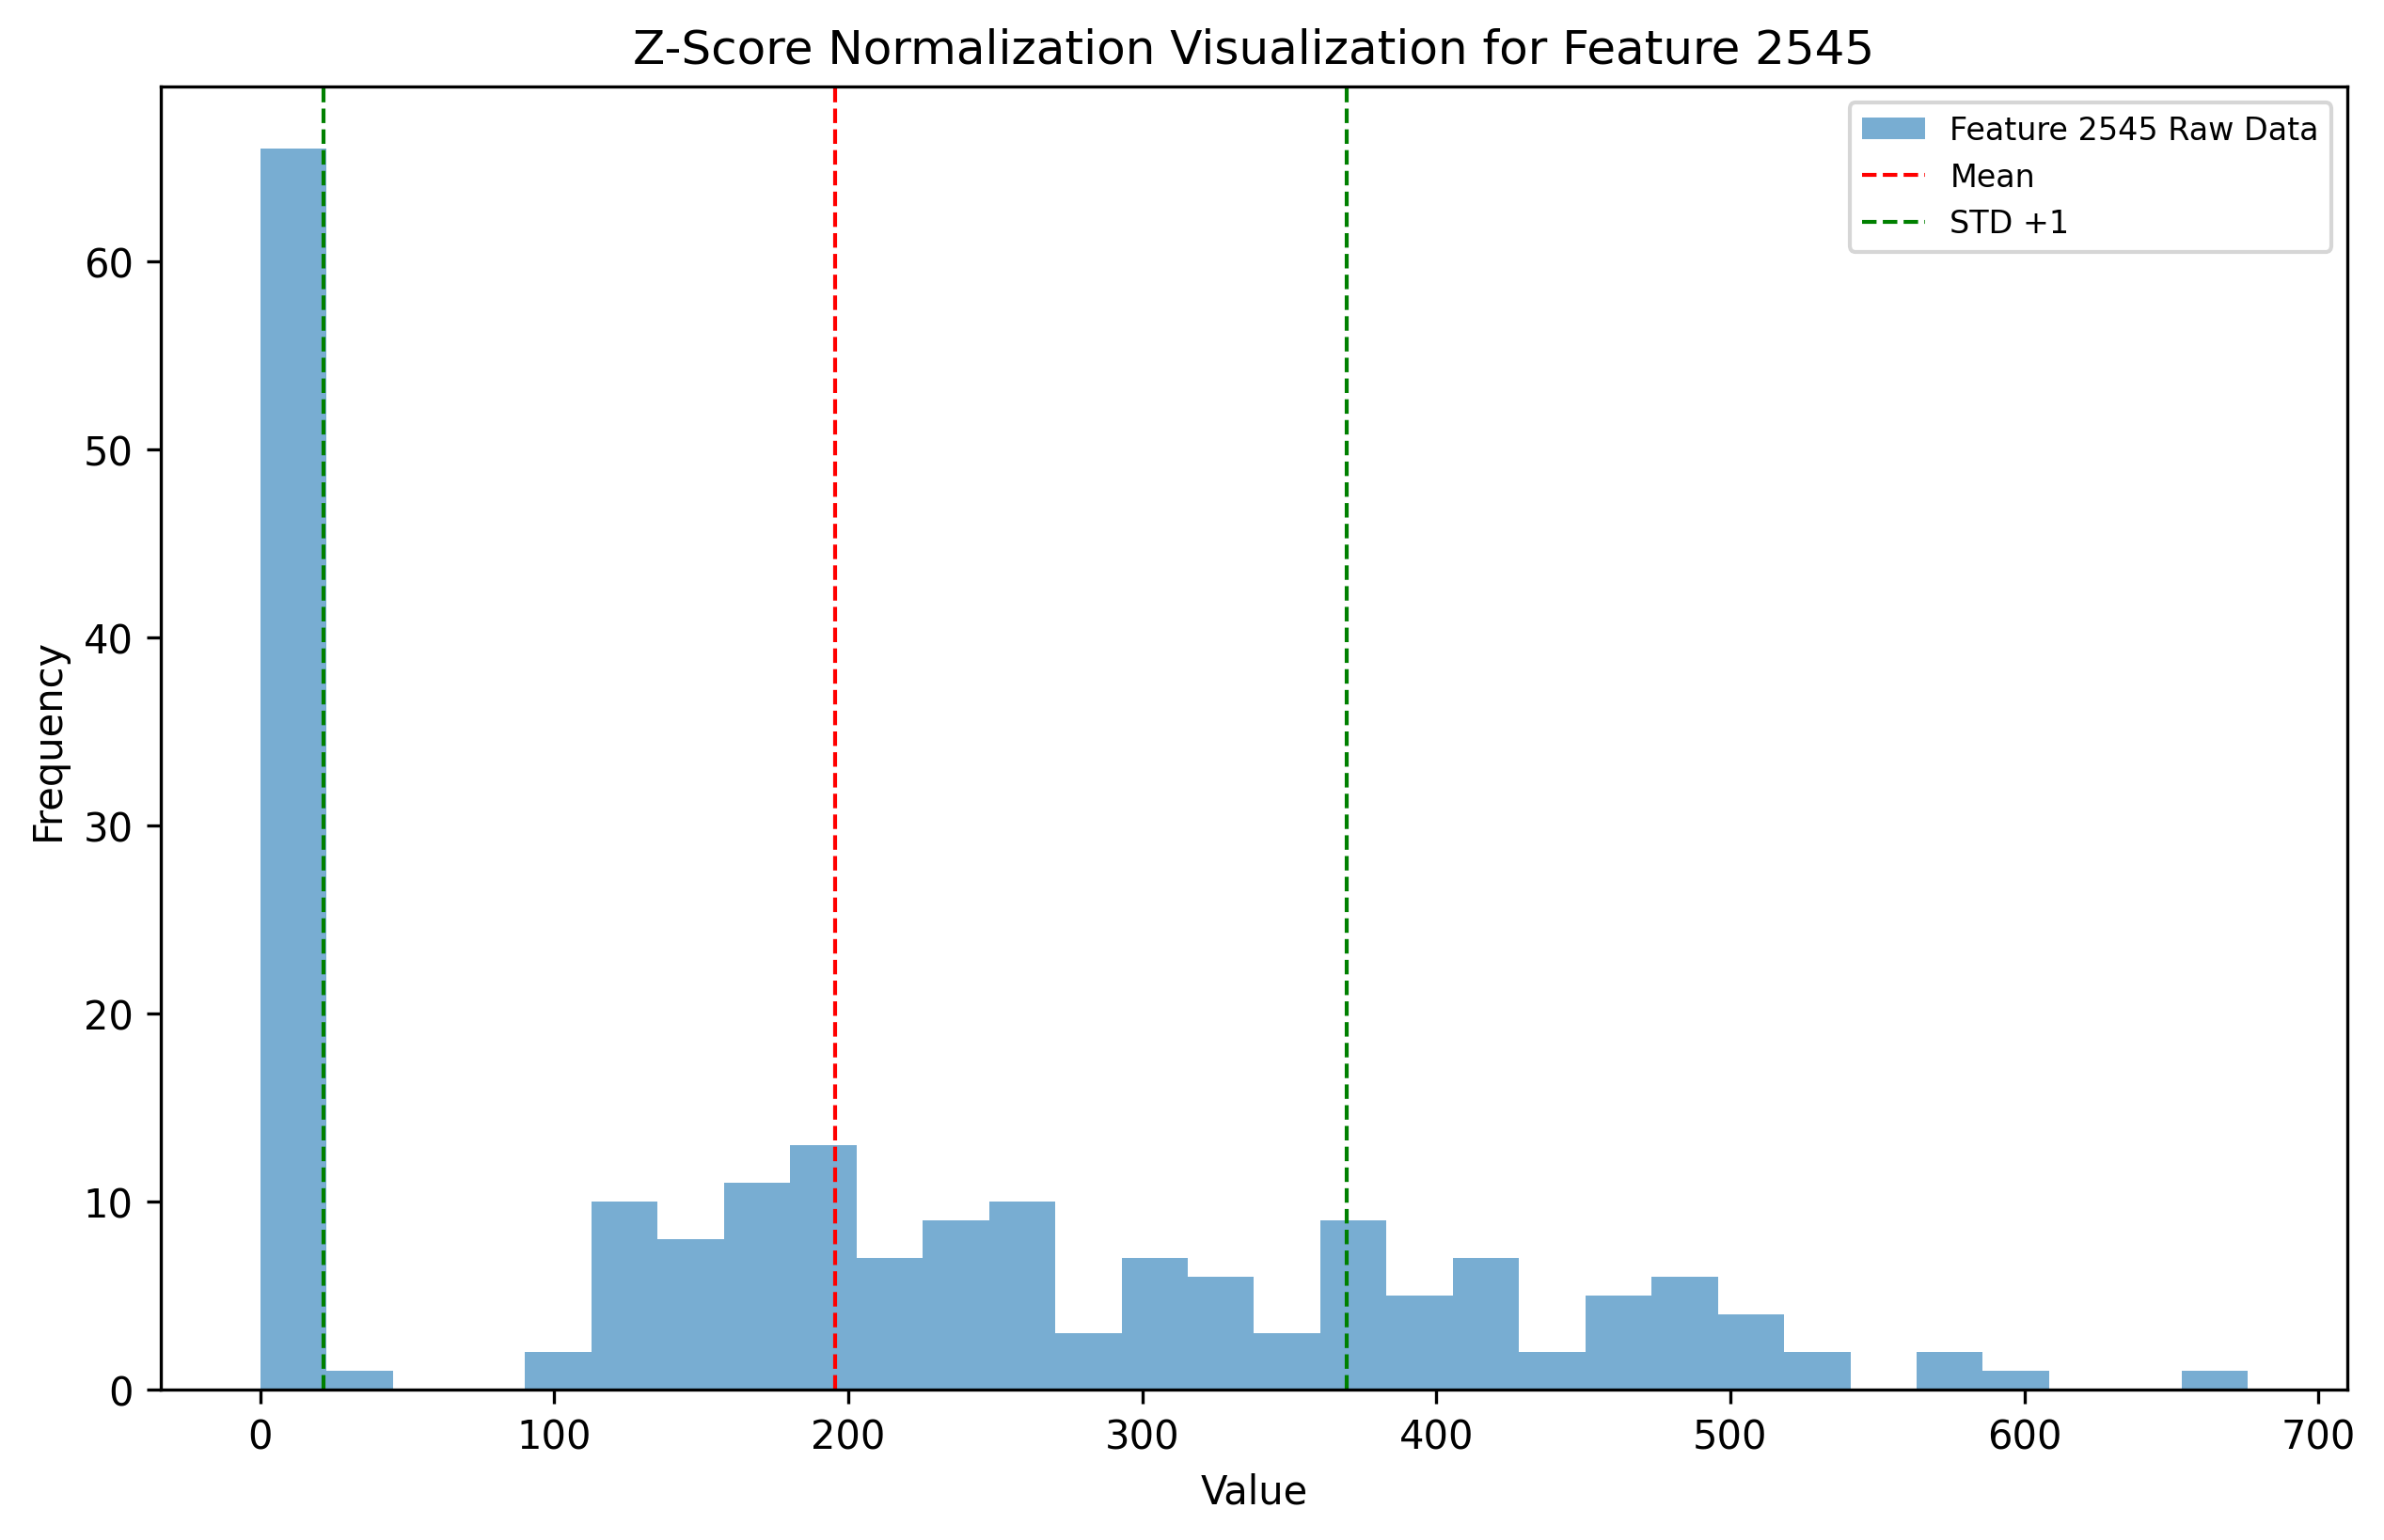 Z-Score Normalization Visualization for Feature 2545
Feature 2545 Raw Data
Mean
STD +1
Frequency
60
50
40
30
20
10
0
0 100 200 300 400 500 600 700
Value